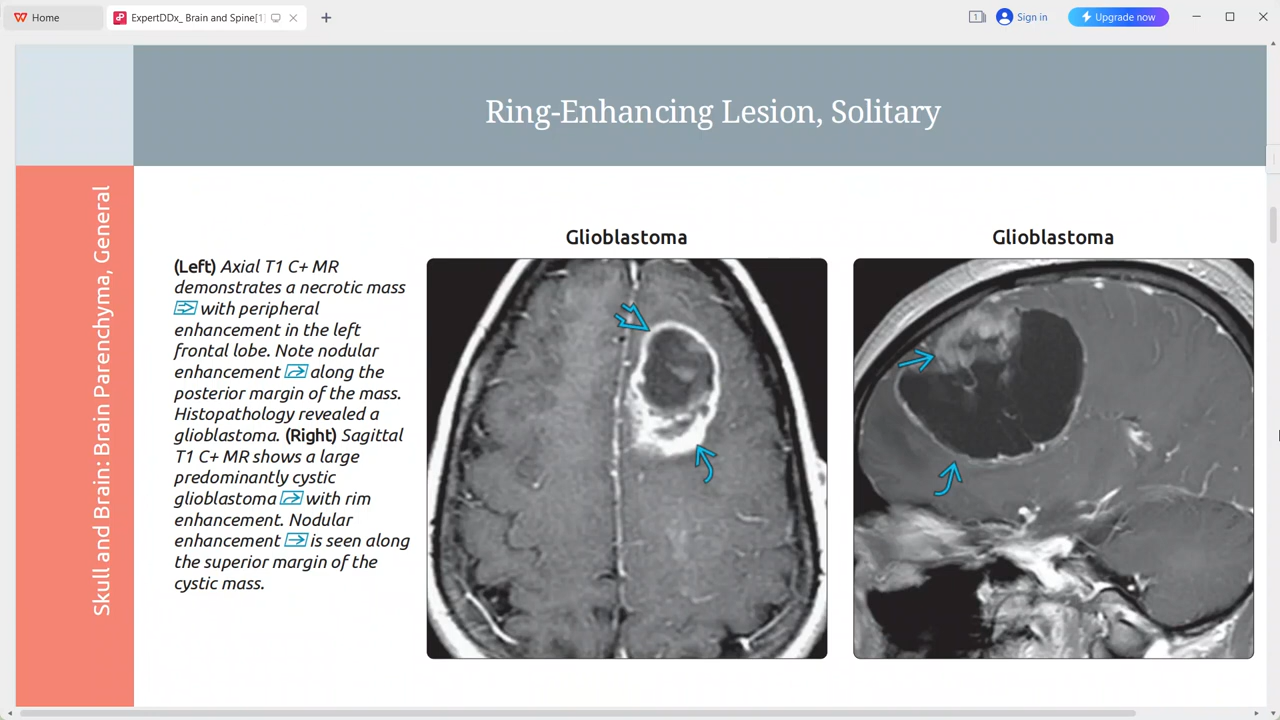 Home
ExpertDDx_ Brain and Spine[1]
1
Sign in
Upgrade now
Ring-Enhancing Lesion, Solitary
Skull and Brain: Brain Parenchyma, General
Glioblastoma
Glioblastoma
(Left) Axial T1 C+ MR
demonstrates a necrotic mass
with peripheral
enhancement in the left
frontal lobe. Note nodular
enhancement along the
posterior margin of the mass.
Histopathology revealed a
glioblastoma. (Right) Sagittal
T1 C+ MR shows a large
predominantly cystic
glioblastoma with rim
enhancement. Nodular
enhancement is seen along
the superior margin of the
cystic mass.